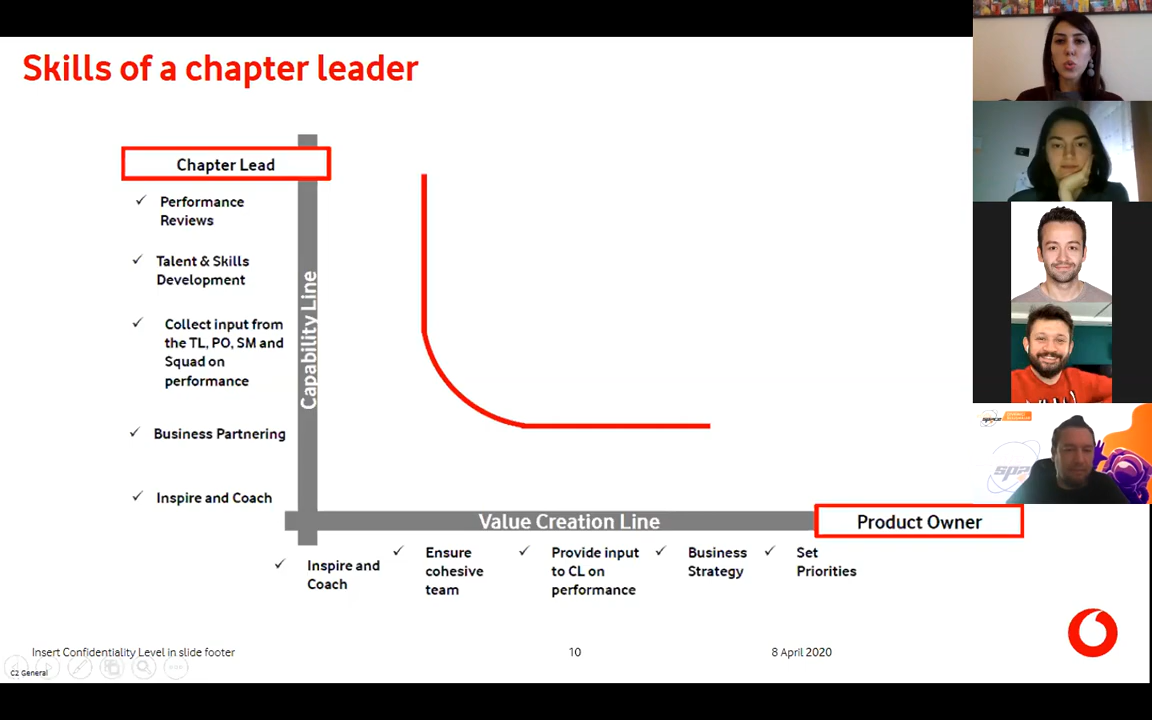 Skills of a chapter leader
Chapter Lead
Performance
Reviews
Talent & Skills
Development
Collect input from
the TL, PO, SM and
Squad on
performance
Business Partnering
Inspire and Coach
Capability Line
Value Creation Line
Product Owner
Inspire and
Coach
Ensure
cohesive
team
Provide input
to CL on
performance
Business
Strategy
Set
Priorities
Insert Confidentiality Level in slide footer
10
8 April 2020
C2 General